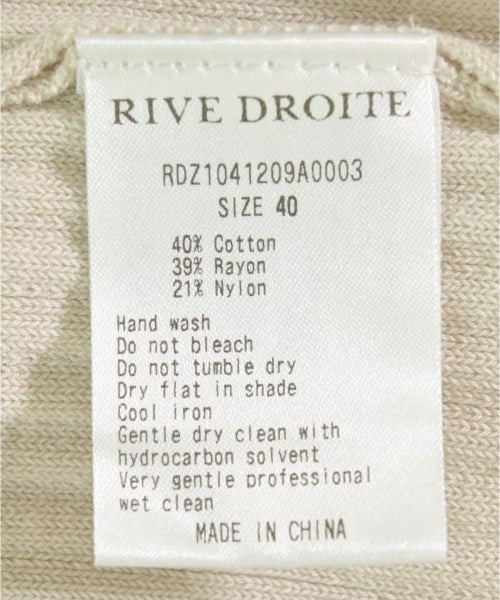 RIVE DROITE
RDZ1041209A0003
SIZE 40
40% Cotton
39% Rayon
21% Nylon
Hand wash
Do not bleach
Do not tumble dry
Dry flat in shade
Cool iron
Gentle dry clean with
hydrocarbon solvent
Very gentle professional
wet clean
MADE IN CHINA